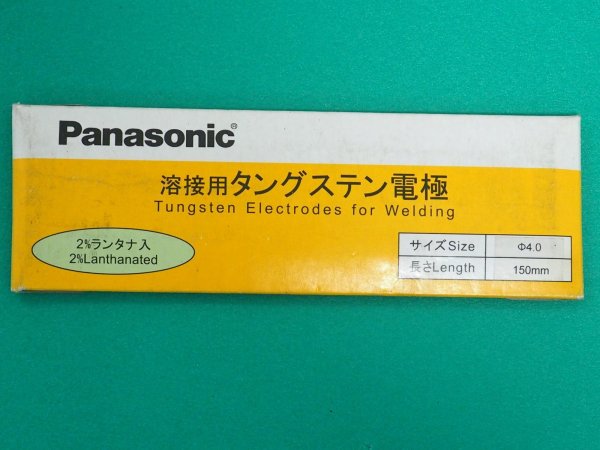 Panasonic®
溶接用タングステン電極
Tungsten Electrodes for Welding
2%ランタナ入
2%Lanthanated
サイズSize Φ4.0
長さLength 150mm